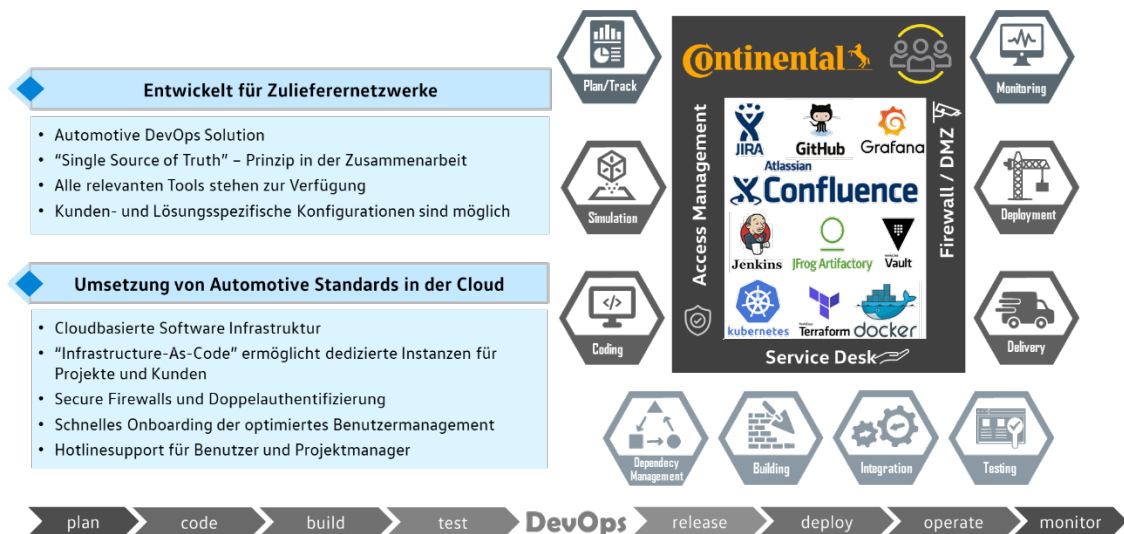 Entwickelt für Zulieferernetzwerke
• Automotive DevOps Solution
• “Single Source of Truth” – Prinzip in der Zusammenarbeit
• Alle relevanten Tools stehen zur Verfügung
• Kunden- und Lösungsspezifische Konfigurationen sind möglich
Umsetzung von Automotive Standards in der Cloud
• Cloudbasierte Software Infrastruktur
• “Infrastructure-As-Code” ermöglicht dedizierte Instanzen für
Projekte und Kunden
• Secure Firewalls und Doppelauthentifizierung
• Schnelles Onboarding der optimiertes Benutzermanagement
• Hotlinesupport für Benutzer und Projektmanager
Plan/Track
Simulation
Coding
Continental
Access Management
Firewall / DMZ
JIRA
GitHub
Grafana
Atlassian
Confluence
Jenkins
JFrog Artifactory
Vault
kubernetes
Terraform
docker
Service Desk
Monitoring
Deployment
Delivery
Dependecy
Management
Building
Integration
Testing
plan
code
build
test
DevOps
release
deploy
operate
monitor